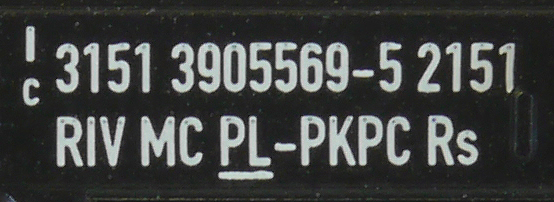 I
C 3151 3905569-5 2151
RIV MC PL-PKPC Rs